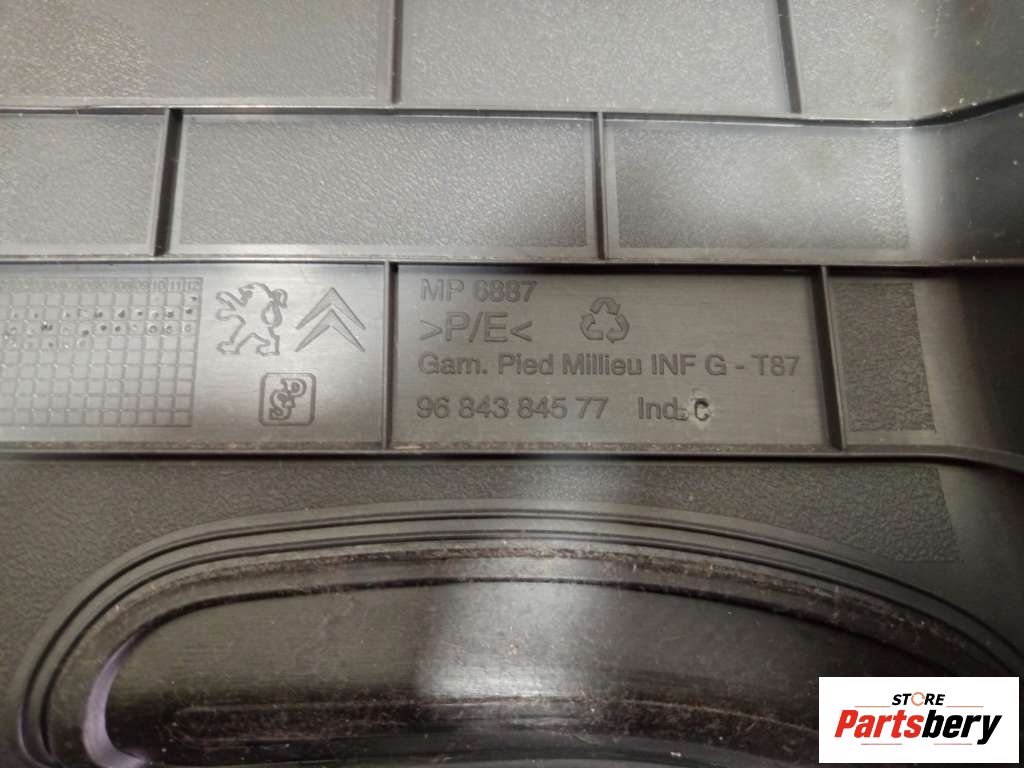 MP 6887
>P/E<
Garn. Pied Millieu INF G - T87
96 843 845 77 Ind. C
STORE
Partsbery